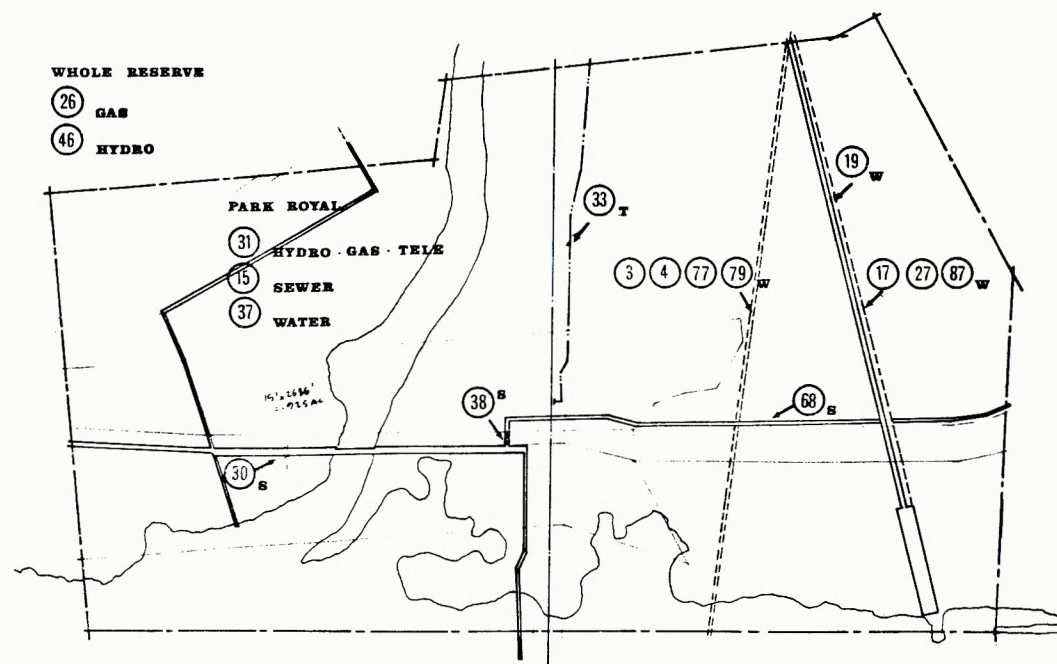 WHOLE RESERVE
26 GAS
46 HYDRO
PARK ROYAL
31 HYDRO · GAS · TELE
15 SEWER
37 WATER
33 T
19 W
3 4 77 79 W
17 27 87 W
38 S
68 S
30 S